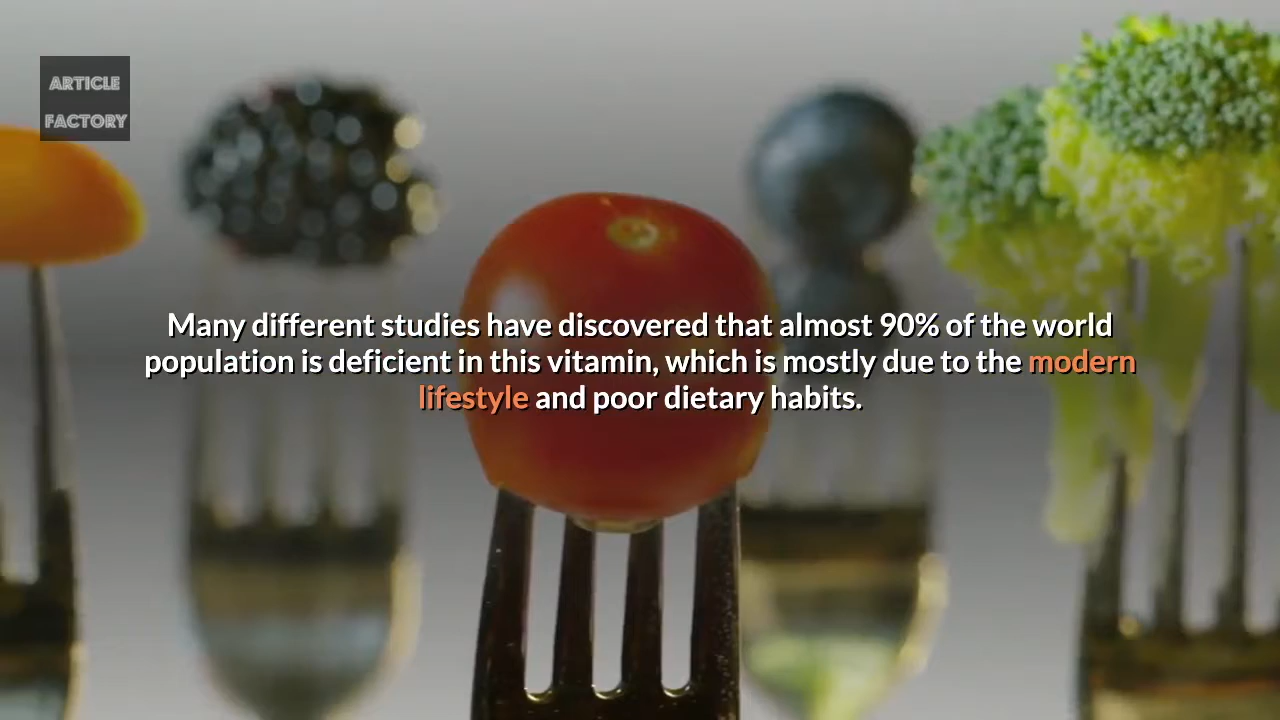 ARTICLE
FACTORY
Many different studies have discovered that almost 90% of the world
population is deficient in this vitamin, which is mostly due to the modern
lifestyle and poor dietary habits.